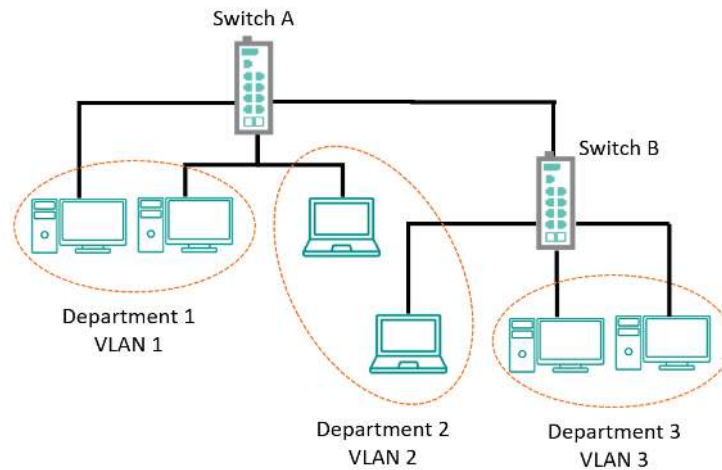 Switch A
Switch B
Department 1
VLAN 1
Department 2
VLAN 2
Department 3
VLAN 3